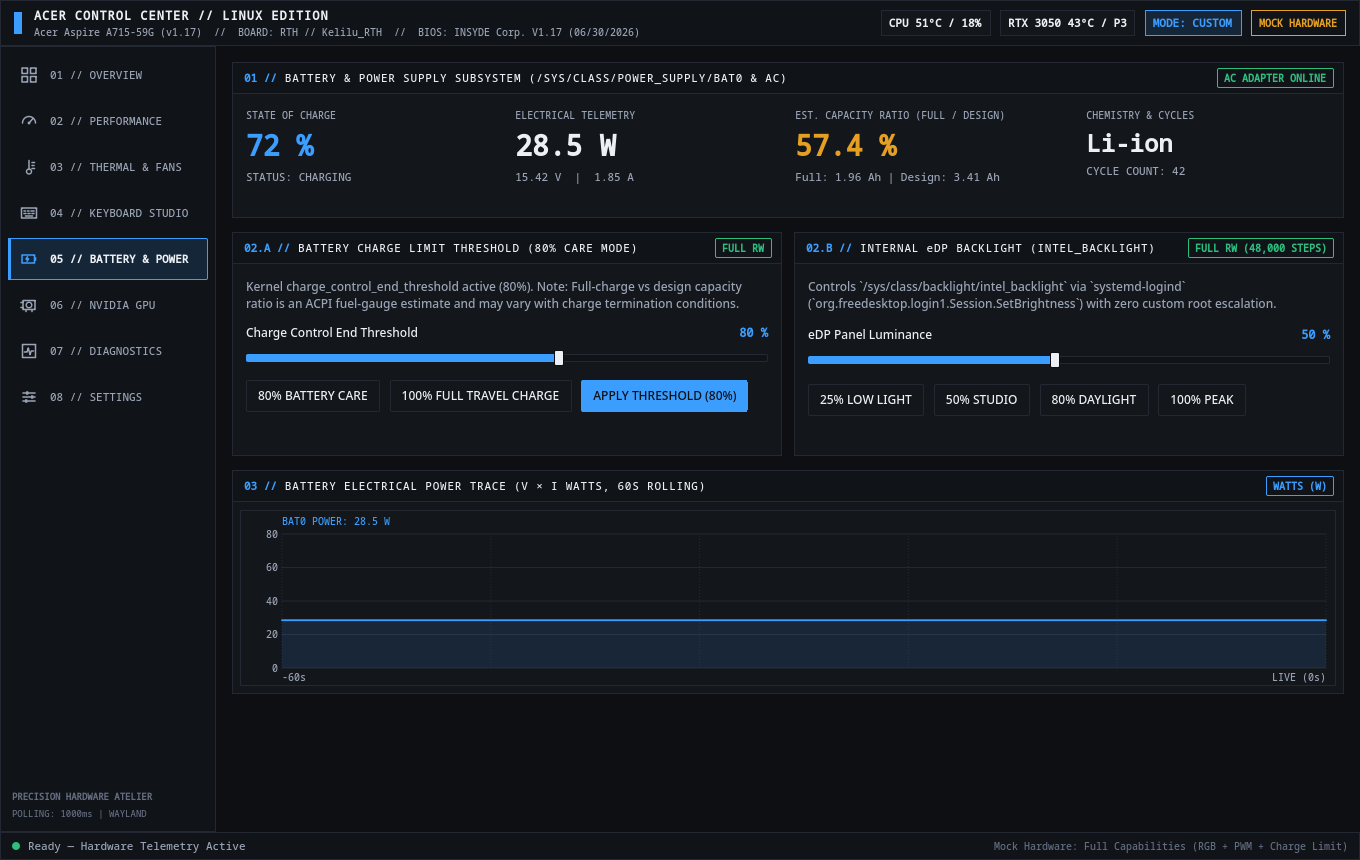 ACER CONTROL CENTER // LINUX EDITION
Acer Aspire A715-59G (v1.17) // BOARD: RTH // Kelilu_RTH // BIOS: INSYDE Corp. V1.17 (06/30/2026)
CPU 51°C / 18%
RTX 3050 43°C / P3
MODE: CUSTOM
MOCK HARDWARE
01 // OVERVIEW
02 // PERFORMANCE
03 // THERMAL & FANS
04 // KEYBOARD STUDIO
05 // BATTERY & POWER
06 // NVIDIA GPU
07 // DIAGNOSTICS
08 // SETTINGS
PRECISION HARDWARE ATELIER
POLLING: 1000ms | WAYLAND
01 // BATTERY & POWER SUPPLY SUBSYSTEM (/SYS/CLASS/POWER_SUPPLY/BAT0 & AC)
AC ADAPTER ONLINE
STATE OF CHARGE
72 %
STATUS: CHARGING
ELECTRICAL TELEMETRY
28.5 W
15.42 V | 1.85 A
EST. CAPACITY RATIO (FULL / DESIGN)
57.4 %
Full: 1.96 Ah | Design: 3.41 Ah
CHEMISTRY & CYCLES
Li-ion
CYCLE COUNT: 42
02.A // BATTERY CHARGE LIMIT THRESHOLD (80% CARE MODE)
FULL RW
Kernel charge_control_end_threshold active (80%). Note: Full-charge vs design capacity
ratio is an ACPI fuel-gauge estimate and may vary with charge termination conditions.
Charge Control End Threshold
80 %
80% BATTERY CARE
100% FULL TRAVEL CHARGE
APPLY THRESHOLD (80%)
02.B // INTERNAL eDP BACKLIGHT (INTEL_BACKLIGHT)
FULL RW (48,000 STEPS)
Controls `/sys/class/backlight/intel_backlight` via `systemd-logind`
(`org.freedesktop.login1.Session.SetBrightness`) with zero custom root escalation.
eDP Panel Luminance
50 %
25% LOW LIGHT
50% STUDIO
80% DAYLIGHT
100% PEAK
03 // BATTERY ELECTRICAL POWER TRACE (V × I WATTS, 60S ROLLING)
WATTS (W)
BAT0 POWER: 28.5 W
80
60
40
20
0
-60s
LIVE (0s)
Ready — Hardware Telemetry Active
Mock Hardware: Full Capabilities (RGB + PWM + Charge Limit)